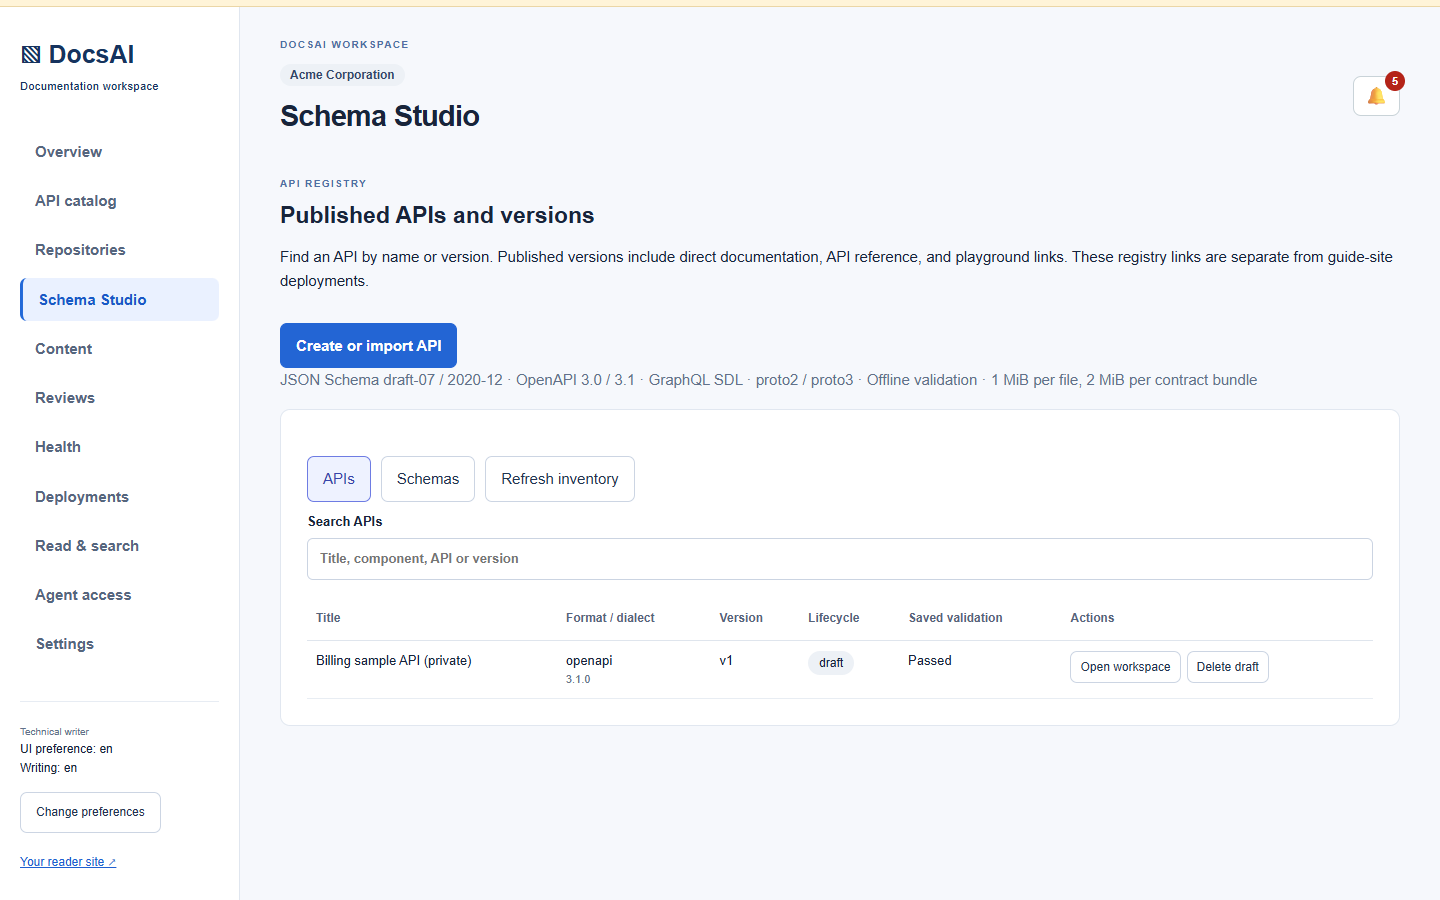 DocsAI
Documentation workspace
Overview
API catalog
Repositories
Schema Studio
Content
Reviews
Health
Deployments
Read & search
Agent access
Settings
Technical writer
UI preference: en
Writing: en
Change preferences
Your reader site ↗
DOCSAI WORKSPACE
Acme Corporation
Schema Studio
5
API REGISTRY
Published APIs and versions
Find an API by name or version. Published versions include direct documentation, API reference, and playground links. These registry links are separate from guide-site
deployments.
Create or import API
JSON Schema draft-07 / 2020-12 · OpenAPI 3.0 / 3.1 · GraphQL SDL · proto2 / proto3 · Offline validation · 1 MiB per file, 2 MiB per contract bundle
APIs Schemas Refresh inventory
Search APIs
Title, component, API or version
Title Format / dialect Version Lifecycle Saved validation Actions
Billing sample API (private) openapi v1 draft Passed Open workspace Delete draft
3.1.0